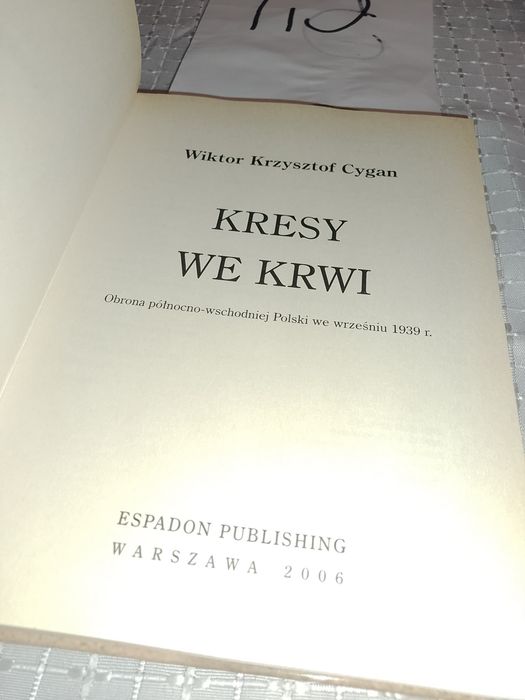 Wiktor Krzysztof Cygan
KRESY
WE KRWI
Obrona północno-wschodniej Polski we wrześniu 1939 r.
ESPADON PUBLISHING
WARSZAWA 2006